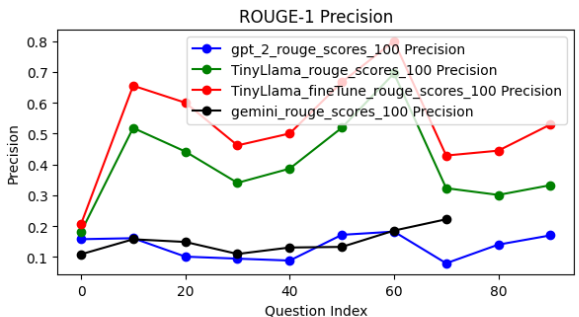 ROUGE-1 Precision
gpt_2_rouge_scores_100 Precision
TinyLlama_rouge_scores_100 Precision
TinyLlama_fineTune_rouge_scores_100 Precision
gemini_rouge_scores_100 Precision
Precision
0.8
0.7
0.6
0.5
0.4
0.3
0.2
0.1
0 20 40 60 80
Question Index